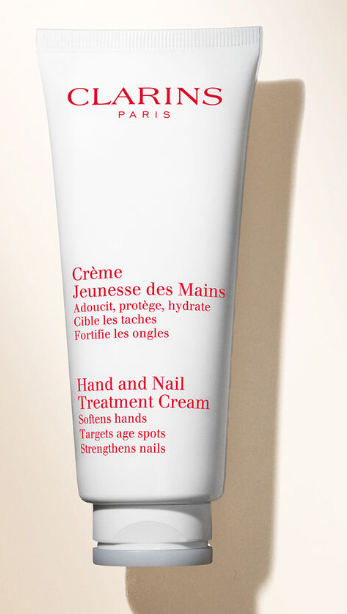 CLARINS
PARIS
Crème
Jeunesse des Mains
Adoucit, protège, hydrate
Cible les taches
Fortifie les ongles
Hand and Nail
Treatment Cream
Softens hands
Targets age spots
Strengthens nails